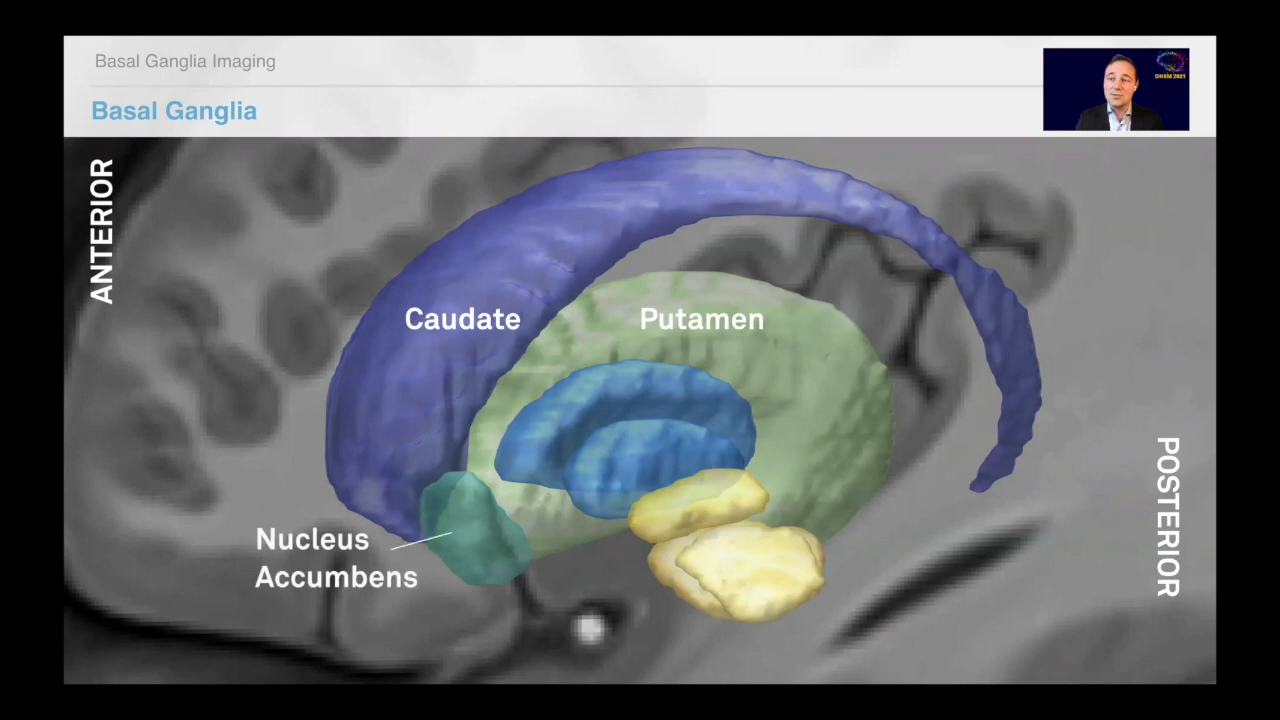 Basal Ganglia Imaging
Basal Ganglia
OHBM 2021
ANTERIOR
Caudate
Putamen
POSTERIOR
Nucleus
Accumbens